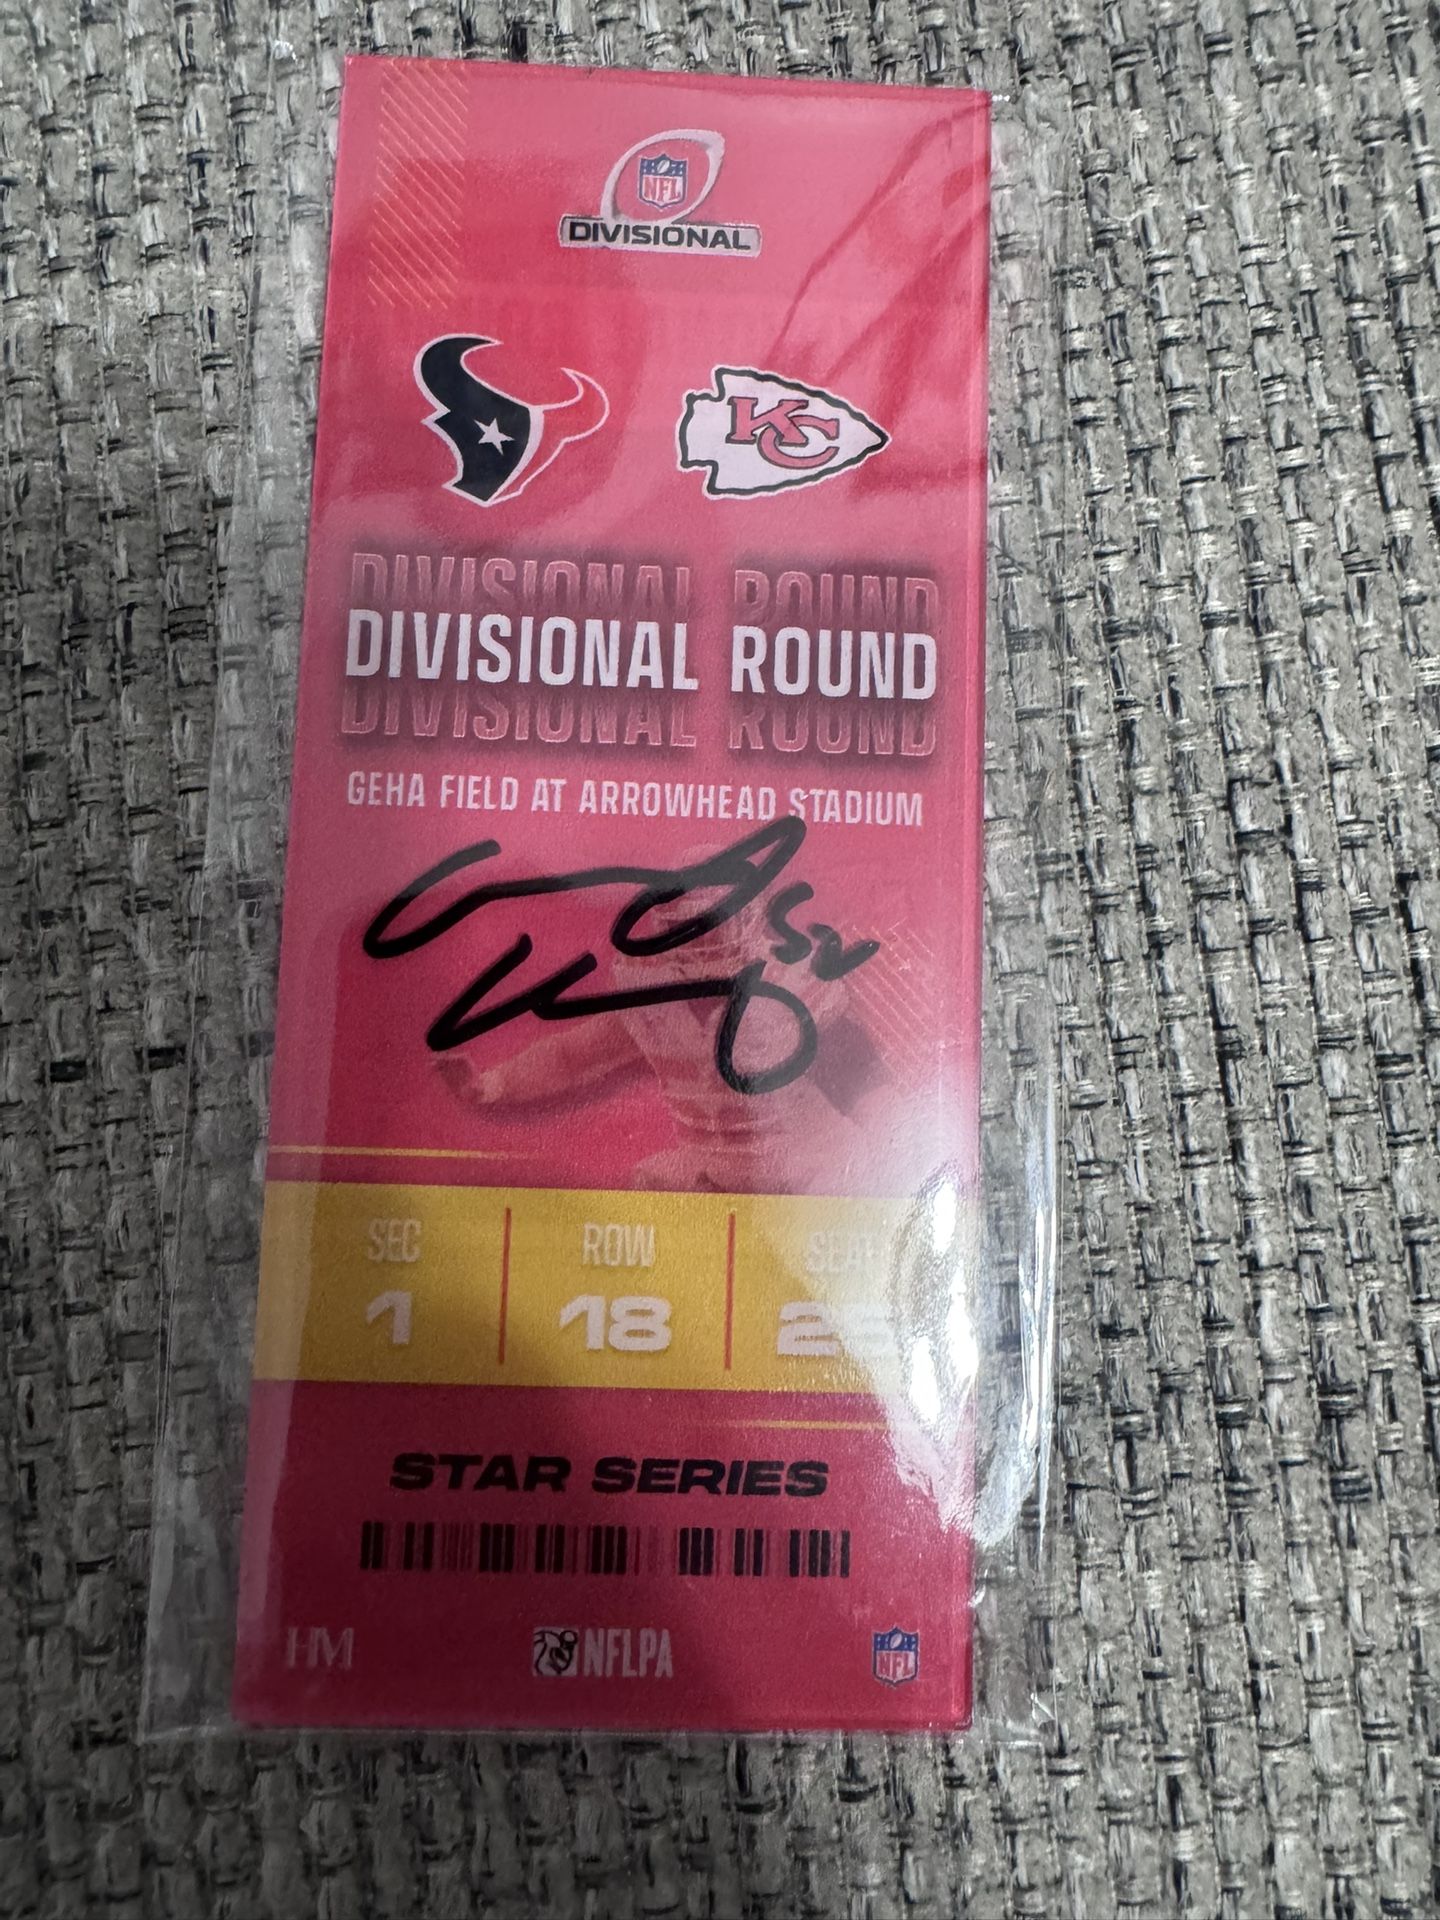 NFL
DIVISIONAL
KC
DIVISIONAL ROUND
DIVISIONAL ROUND
DIVISIONAL ROUND
GEHA FIELD AT ARROWHEAD STADIUM
52
SEC ROW SEAT
1 18
STAR SERIES
HM NFLPA NFL